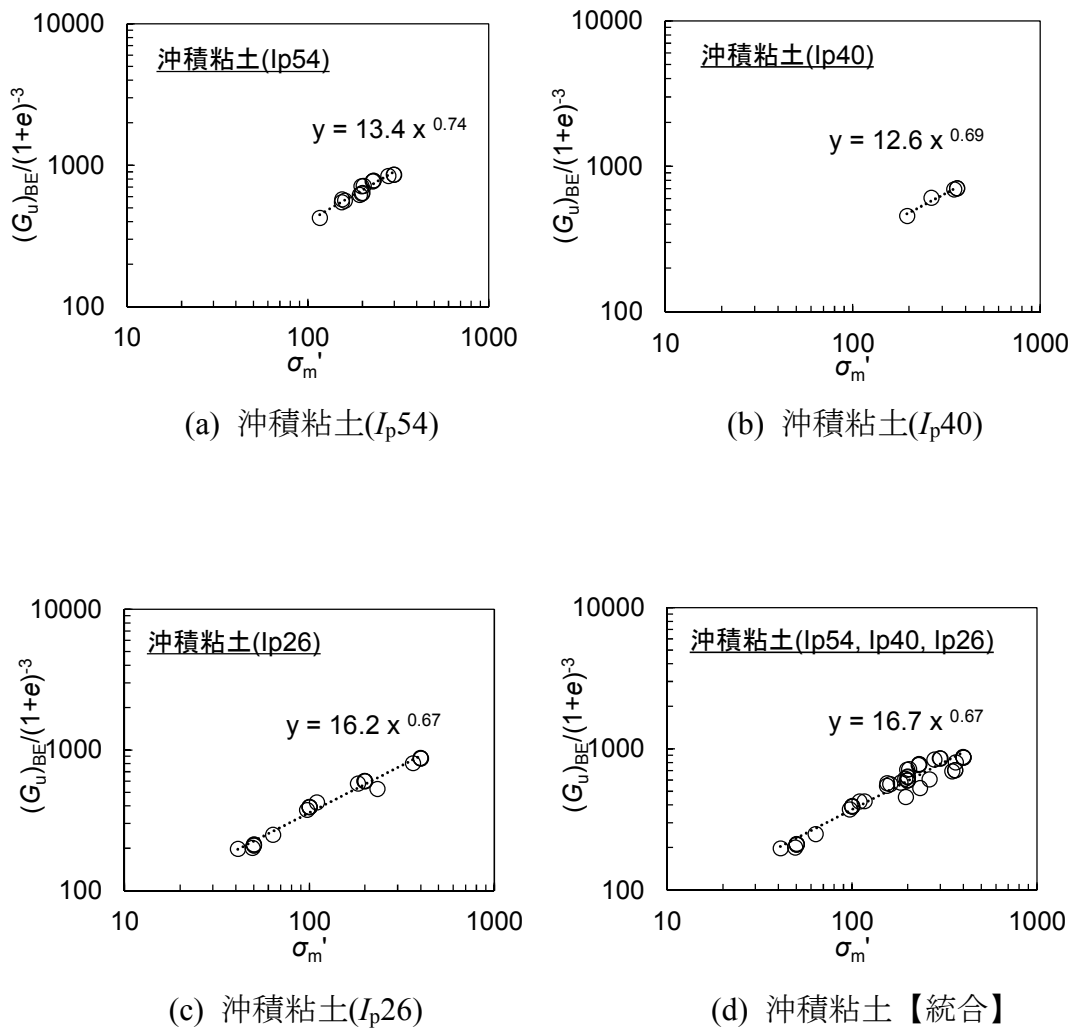 10000
1000
100
沖積粘土(Ip54)
y = 13.4 x 0.74
(Gu)BE/(1+e)-3
10 100 1000
σm'
(a) 沖積粘土(Ip54)
10000
1000
100
沖積粘土(Ip40)
y = 12.6 x 0.69
(Gu)BE/(1+e)-3
10 100 1000
σm'
(b) 沖積粘土(Ip40)
10000
1000
100
沖積粘土(Ip26)
y = 16.2 x 0.67
(Gu)BE/(1+e)-3
10 100 1000
σm'
(c) 沖積粘土(Ip26)
10000
1000
100
沖積粘土(Ip54, Ip40, Ip26)
y = 16.7 x 0.67
(Gu)BE/(1+e)-3
10 100 1000
σm'
(d) 沖積粘土【統合】